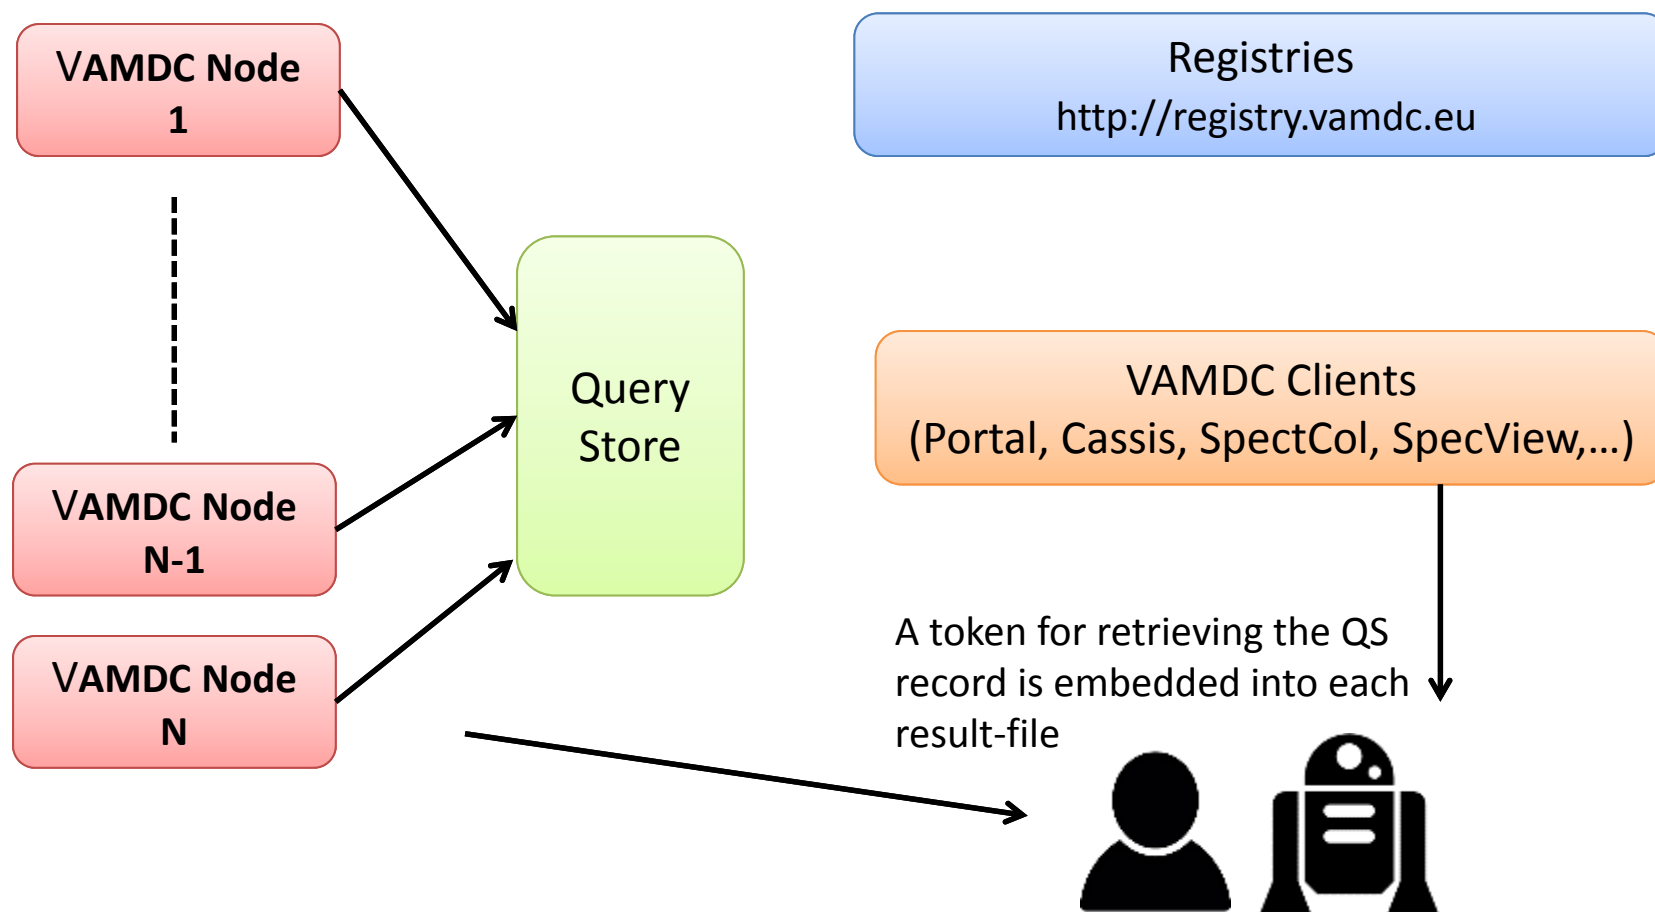 VAMDC Node
1
Registries
http://registry.vamdc.eu
Query
Store
VAMDC Clients
(Portal, Cassis, SpectCol, SpecView,...)
VAMDC Node
N-1
VAMDC Node
N
A token for retrieving the QS
record is embedded into each
result-file